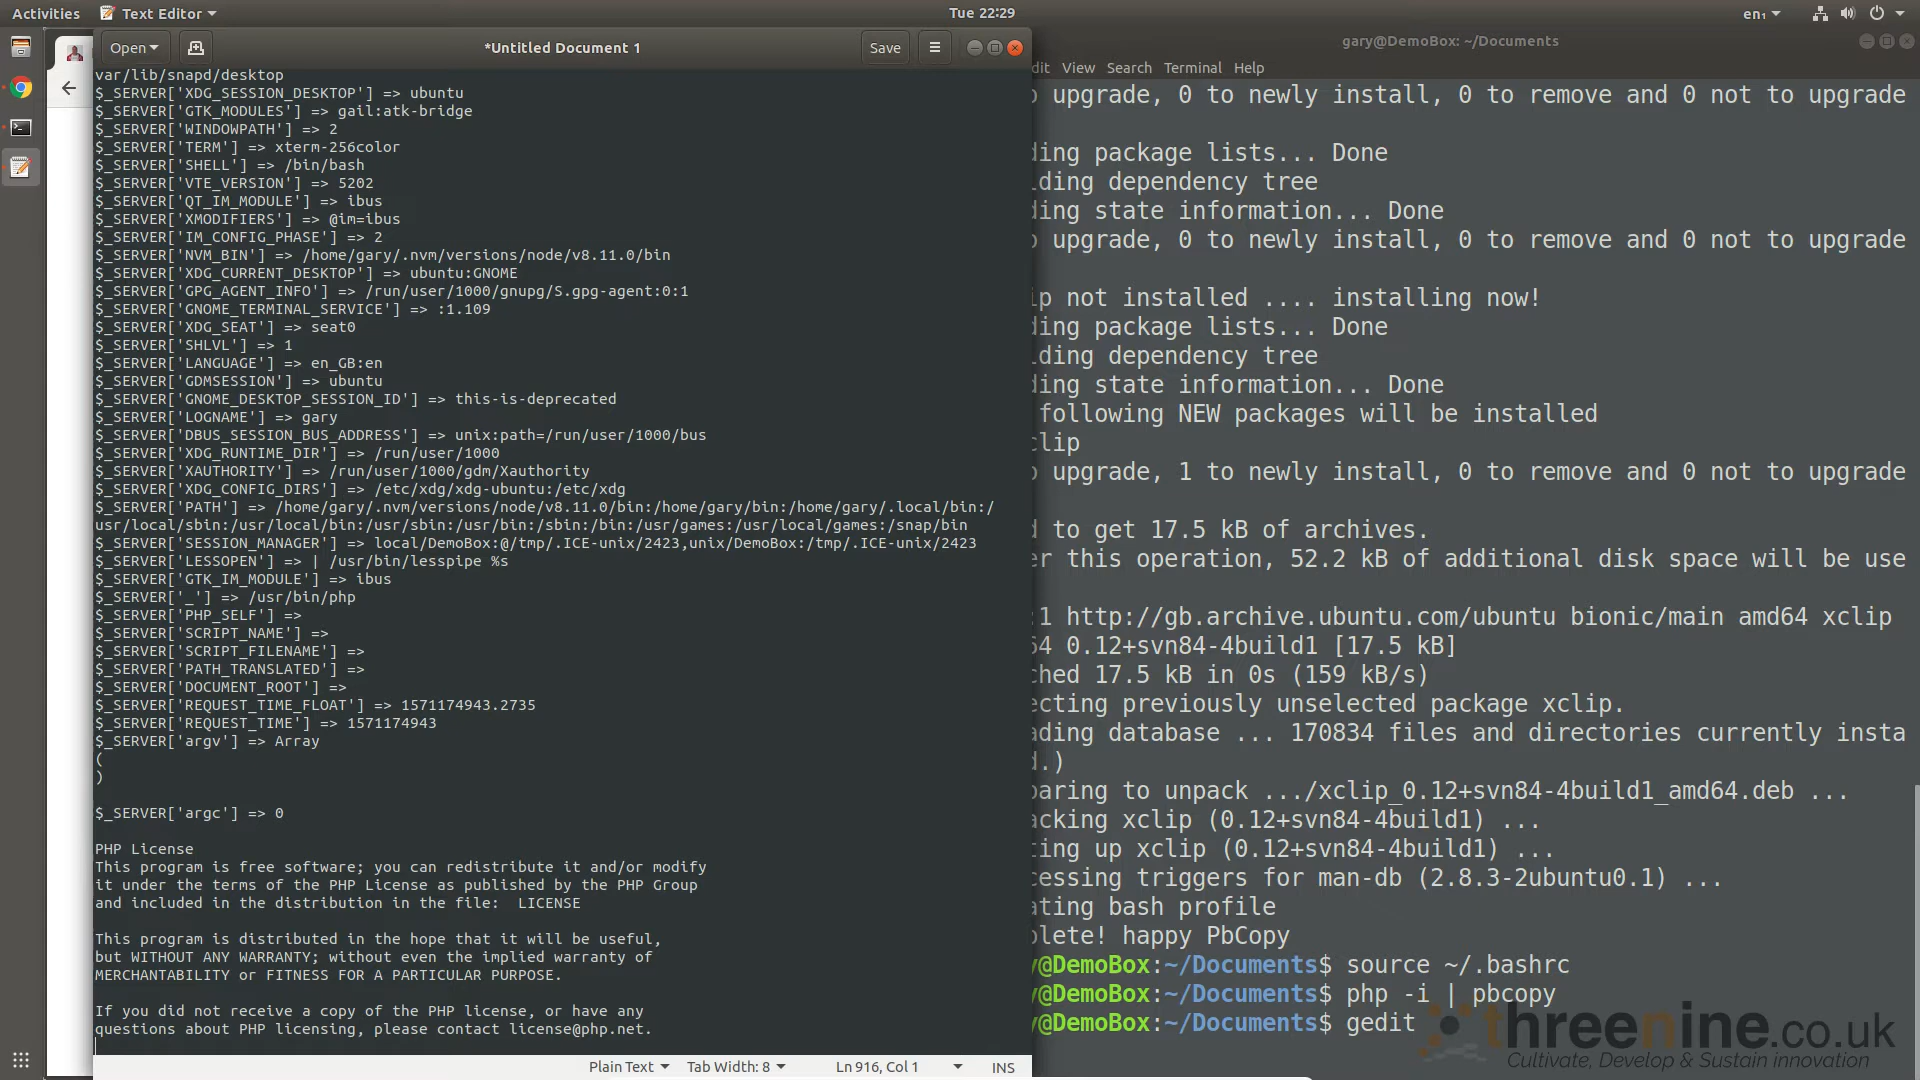 Activities
Text Editor
Tue 22:29
en₁
Open
*Untitled Document 1
Save
var/lib/snapd/desktop
$_SERVER['XDG_SESSION_DESKTOP'] => ubuntu
$_SERVER['GTK_MODULES'] => gail:atk-bridge
$_SERVER['WINDOWPATH'] => 2
$_SERVER['TERM'] => xterm-256color
$_SERVER['SHELL'] => /bin/bash
$_SERVER['VTE_VERSION'] => 5202
$_SERVER['QT_IM_MODULE'] => ibus
$_SERVER['XMODIFIERS'] => @im=ibus
$_SERVER['IM_CONFIG_PHASE'] => 2
$_SERVER['NVM_BIN'] => /home/gary/.nvm/versions/node/v8.11.0/bin
$_SERVER['XDG_CURRENT_DESKTOP'] => ubuntu:GNOME
$_SERVER['GPG_AGENT_INFO'] => /run/user/1000/gnupg/S.gpg-agent:0:1
$_SERVER['GNOME_TERMINAL_SERVICE'] => :1.109
$_SERVER['XDG_SEAT'] => seat0
$_SERVER['SHLVL'] => 1
$_SERVER['LANGUAGE'] => en_GB:en
$_SERVER['GDMSESSION'] => ubuntu
$_SERVER['GNOME_DESKTOP_SESSION_ID'] => this-is-deprecated
$_SERVER['LOGNAME'] => gary
$_SERVER['DBUS_SESSION_BUS_ADDRESS'] => unix:path=/run/user/1000/bus
$_SERVER['XDG_RUNTIME_DIR'] => /run/user/1000
$_SERVER['XAUTHORITY'] => /run/user/1000/gdm/Xauthority
$_SERVER['XDG_CONFIG_DIRS'] => /etc/xdg/xdg-ubuntu:/etc/xdg
$_SERVER['PATH'] => /home/gary/.nvm/versions/node/v8.11.0/bin:/home/gary/bin:/home/gary/.local/bin:/
usr/local/sbin:/usr/local/bin:/usr/sbin:/usr/bin:/sbin:/bin:/usr/games:/usr/local/games:/snap/bin
$_SERVER['SESSION_MANAGER'] => local/DemoBox:@/tmp/.ICE-unix/2423,unix/DemoBox:/tmp/.ICE-unix/2423
$_SERVER['LESSOPEN'] => | /usr/bin/lesspipe %s
$_SERVER['GTK_IM_MODULE'] => ibus
$_SERVER['_'] => /usr/bin/php
$_SERVER['PHP_SELF'] =>
$_SERVER['SCRIPT_NAME'] =>
$_SERVER['SCRIPT_FILENAME'] =>
$_SERVER['PATH_TRANSLATED'] =>
$_SERVER['DOCUMENT_ROOT'] =>
$_SERVER['REQUEST_TIME_FLOAT'] => 1571174943.2735
$_SERVER['REQUEST_TIME'] => 1571174943
$_SERVER['argv'] => Array
(
)
$_SERVER['argc'] => 0
PHP License
This program is free software; you can redistribute it and/or modify
it under the terms of the PHP License as published by the PHP Group
and included in the distribution in the file:  LICENSE
This program is distributed in the hope that it will be useful,
but WITHOUT ANY WARRANTY; without even the implied warranty of
MERCHANTABILITY or FITNESS FOR A PARTICULAR PURPOSE.
If you did not receive a copy of the PHP license, or have any
questions about PHP licensing, please contact license@php.net.
Plain Text
Tab Width: 8
Ln 916, Col 1
INS
gary@DemoBox: ~/Documents
dit View Search Terminal Help
upgrade, 0 to newly install, 0 to remove and 0 not to upgrade
ding package lists... Done
lding dependency tree
ding state information... Done
upgrade, 0 to newly install, 0 to remove and 0 not to upgrade
ip not installed .... installing now!
ding package lists... Done
lding dependency tree
ding state information... Done
following NEW packages will be installed
clip
upgrade, 1 to newly install, 0 to remove and 0 not to upgrade
d to get 17.5 kB of archives.
er this operation, 52.2 kB of additional disk space will be use
:1 http://gb.archive.ubuntu.com/ubuntu bionic/main amd64 xclip
64 0.12+svn84-4build1 [17.5 kB]
ched 17.5 kB in 0s (159 kB/s)
ecting previously unselected package xclip.
ading database ... 170834 files and directories currently insta
d.)
paring to unpack .../xclip_0.12+svn84-4build1_amd64.deb ...
acking xclip (0.12+svn84-4build1) ...
ting up xclip (0.12+svn84-4build1) ...
cessing triggers for man-db (2.8.3-2ubuntu0.1) ...
ating bash profile
plete! happy PbCopy
y@DemoBox:~/Documents$ source ~/.bashrc
y@DemoBox:~/Documents$ php -i | pbcopy
y@DemoBox:~/Documents$ gedit
threenine.co.uk
Cultivate, Develop & Sustain innovation